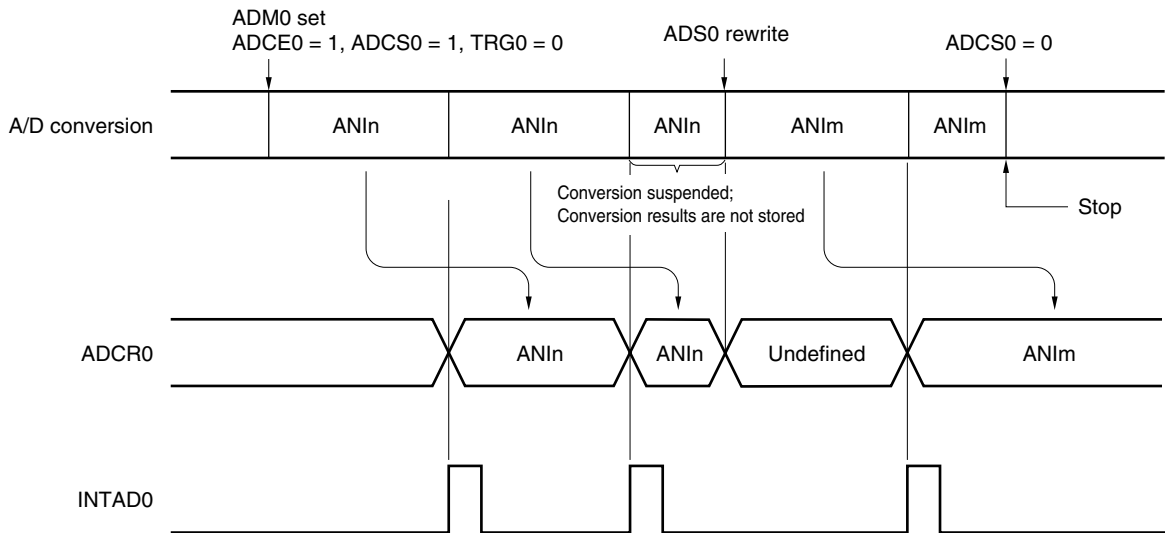 ADM0 set
ADCE0 = 1, ADCS0 = 1, TRG0 = 0
ADS0 rewrite
ADCS0 = 0
A/D conversion
ANIn
ANIn
ANIn
ANIm
ANIm
Conversion suspended;
Conversion results are not stored
Stop
ADCR0
ANIn
ANIn
Undefined
ANIm
INTAD0